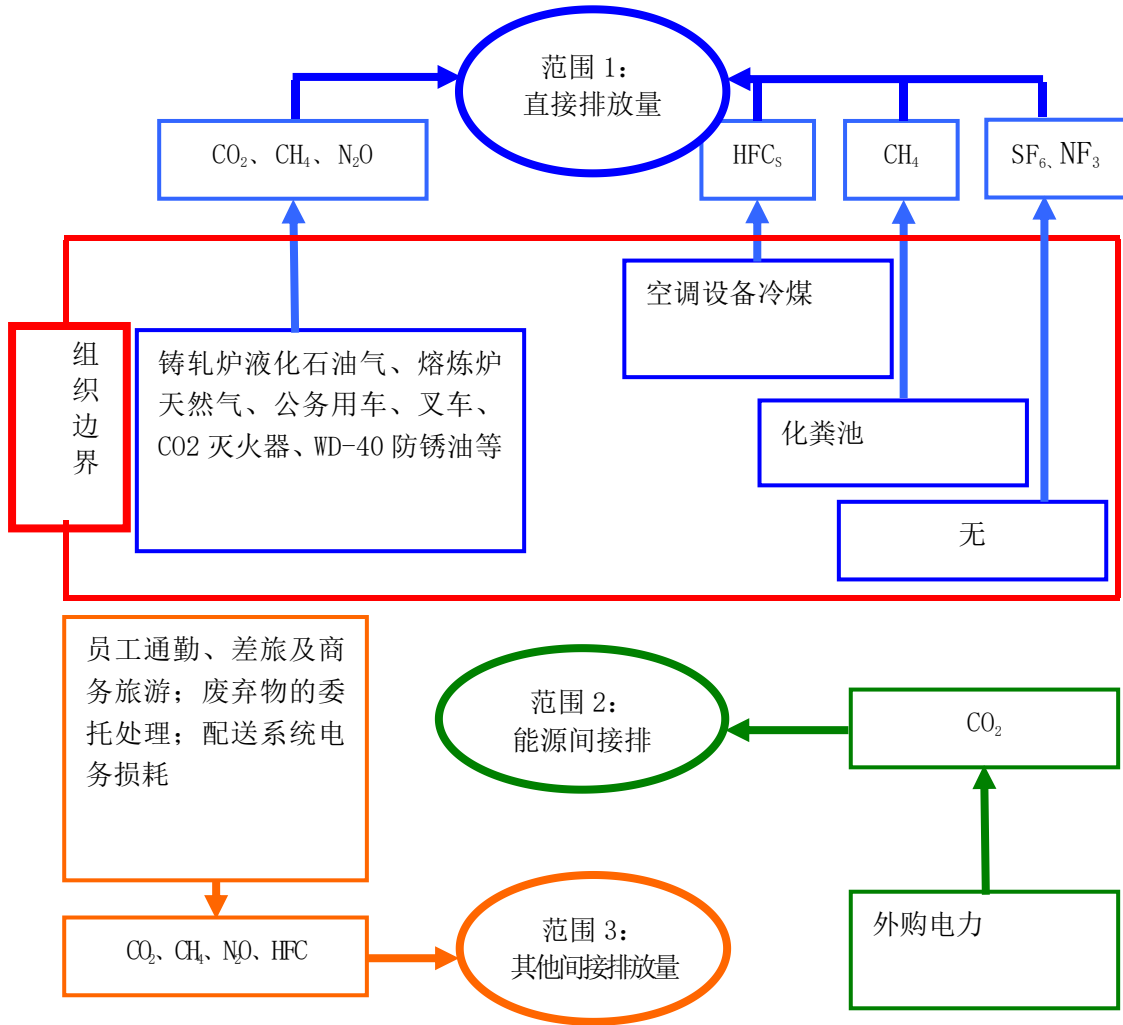 范围 1：
直接排放量
CO₂、CH₄、N₂O
HFCₛ
CH₄
SF₆、NF₃
空调设备冷煤
组
织
边
界
铸轧炉液化石油气、熔炼炉
天然气、公务用车、叉车、
CO2 灭火器、WD-40 防锈油等
化粪池
无
员工通勤、差旅及商
务旅游；废弃物的委
托处理；配送系统电
务损耗
范围 2：
能源间接排
CO₂
外购电力
CO₂、CH₄、N₂O、HFC
范围 3：
其他间接排放量